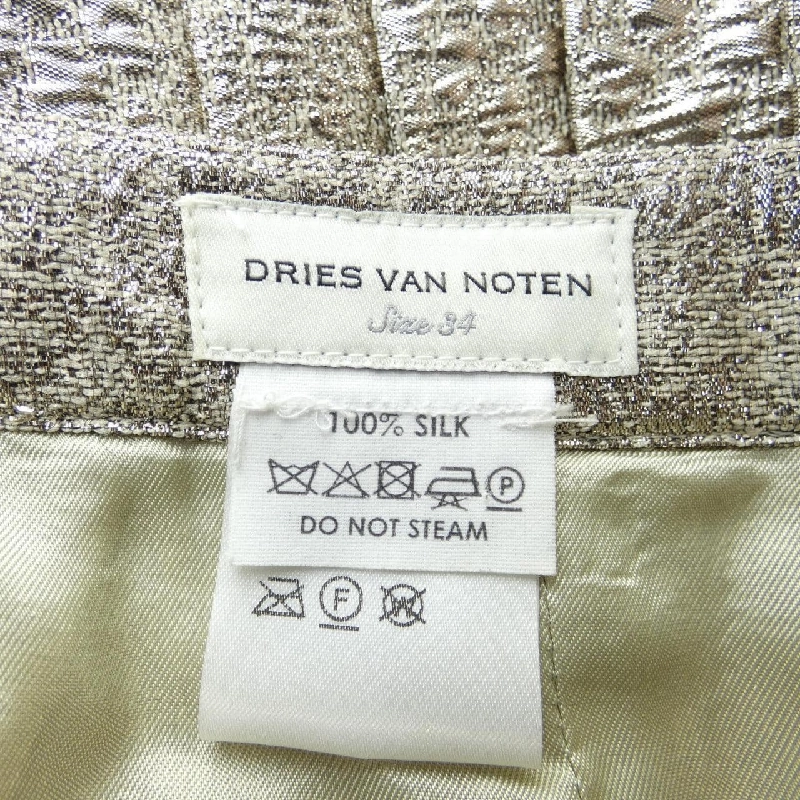 DRIES VAN NOTEN
Size 34
100% SILK
P
DO NOT STEAM
F W